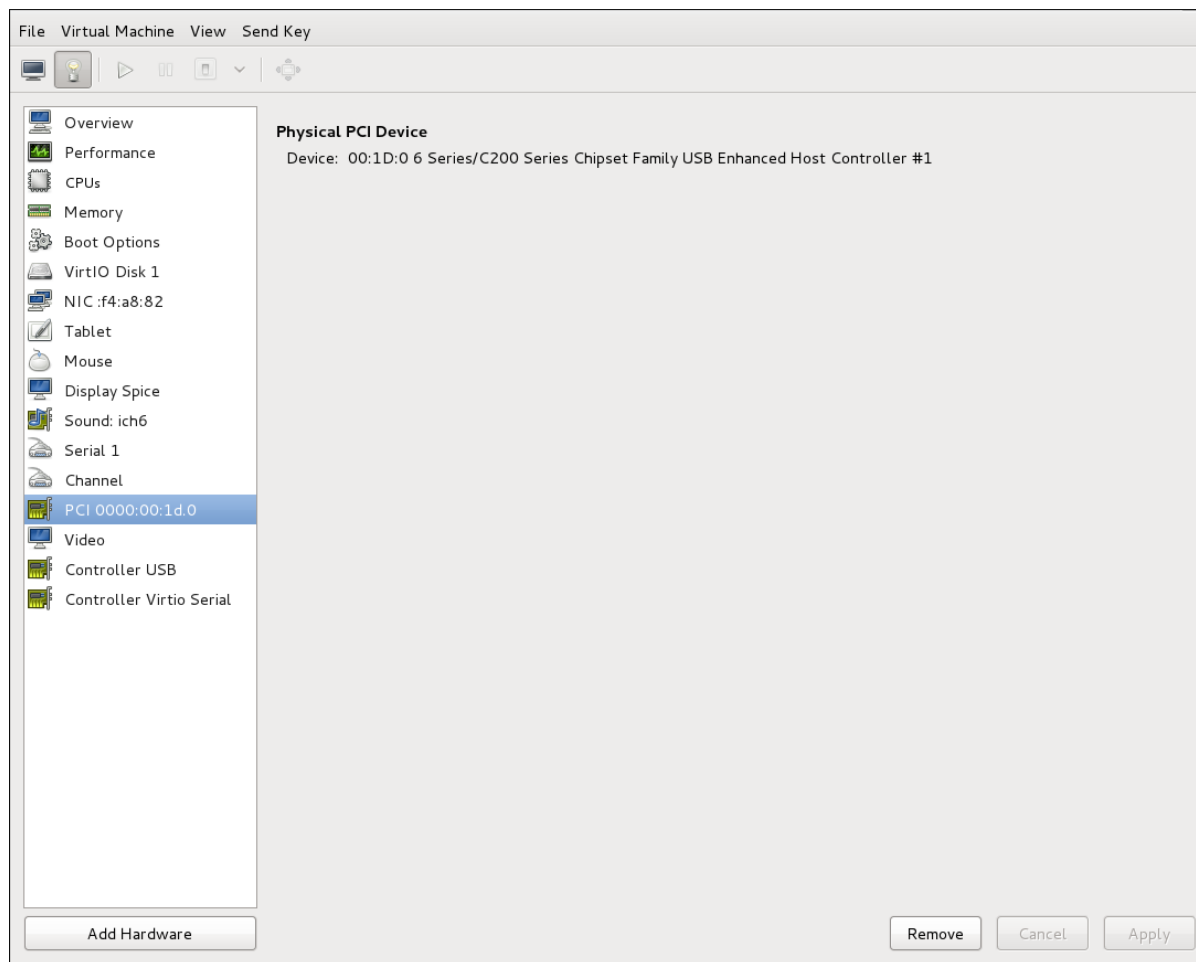 File Virtual Machine View Send Key
Overview
Performance
CPUs
Memory
Boot Options
VirtIO Disk 1
NIC :f4:a8:82
Tablet
Mouse
Display Spice
Sound: ich6
Serial 1
Channel
PCI 0000:00:1d.0
Video
Controller USB
Controller Virtio Serial
Add Hardware
Physical PCI Device
Device: 00:1D:0 6 Series/C200 Series Chipset Family USB Enhanced Host Controller #1
Remove Cancel Apply